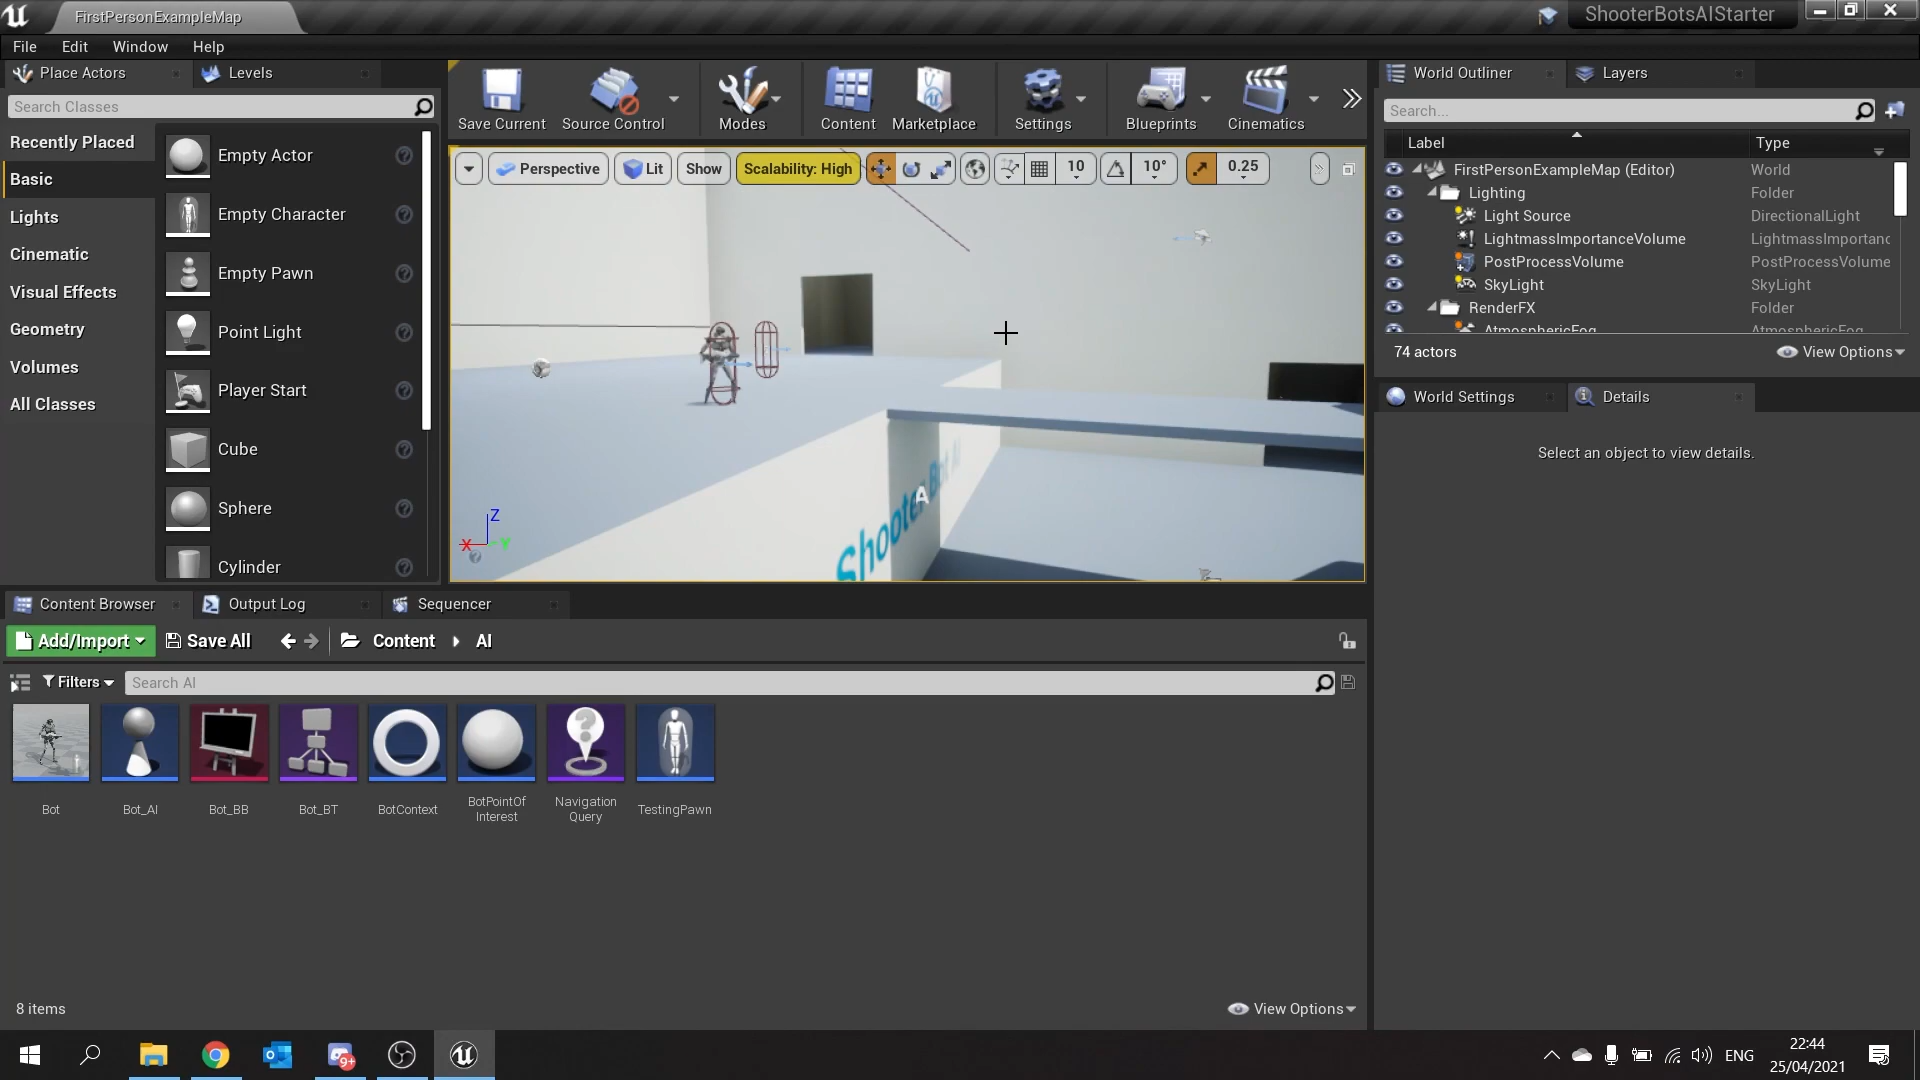 FirstPersonExampleMap
ShooterBotsAIStarter
File Edit Window Help
Place Actors
Levels
Search Classes
Recently Placed
Basic
Lights
Cinematic
Visual Effects
Geometry
Volumes
All Classes
Empty Actor
Empty Character
Empty Pawn
Point Light
Player Start
Cube
Sphere
Cylinder
Save Current
Source Control
Modes
Content
Marketplace
Settings
Blueprints
Cinematics
Perspective
Lit
Show
Scalability: High
10
10°
0.25
Shooter Bot AI
A
Z
X
Y
World Outliner
Layers
Search...
Label Type
FirstPersonExampleMap (Editor) World
Lighting Folder
Light Source DirectionalLight
LightmassImportanceVolume LightmassImportanc
PostProcessVolume PostProcessVolume
SkyLight SkyLight
RenderFX Folder
AtmosphericFog AtmosphericFog
74 actors
View Options
World Settings
Details
Select an object to view details.
Content Browser
Output Log
Sequencer
Add/Import
Save All
Content
AI
Filters
Search AI
Bot
Bot_AI
Bot_BB
Bot_BT
BotContext
BotPointOf
Interest
Navigation
Query
TestingPawn
8 items
View Options
9+
ENG
22:44
25/04/2021